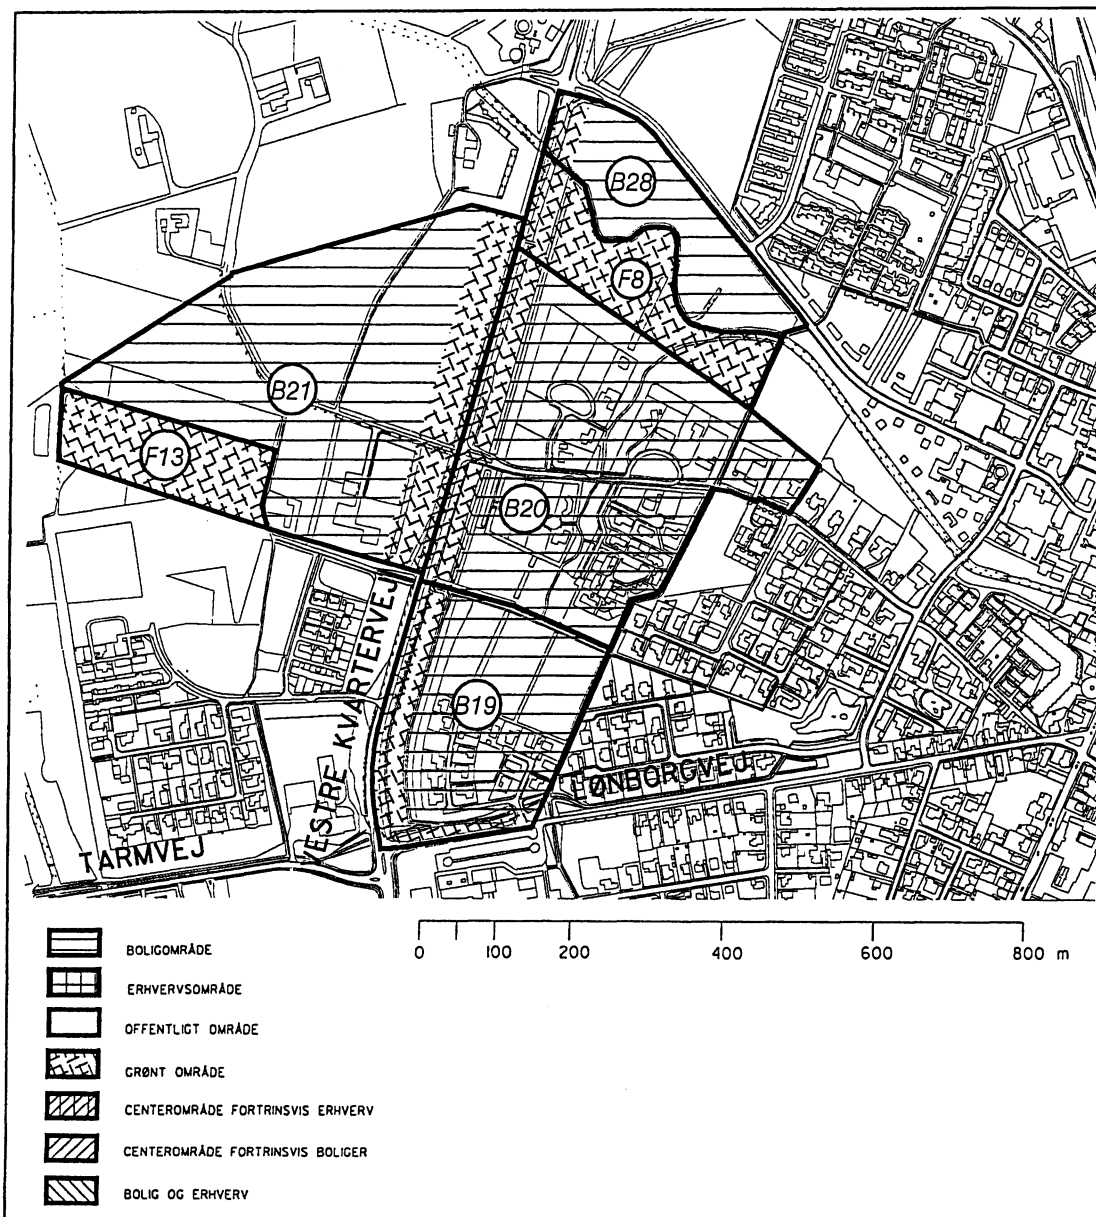 B28
F8
B21
F13
B20
B19
VESTRE KVARTERVEJ
TØNBORGVEJ
TARMVEJ
0 100 200 400 600 800 m
BOLIGOMRÅDE
ERHVERVSOMRÅDE
OFFENTLIGT OMRÅDE
GRØNT OMRÅDE
CENTEROMRÅDE FORTRINSVIS ERHVERV
CENTEROMRÅDE FORTRINSVIS BOLIGER
BOLIG OG ERHVERV